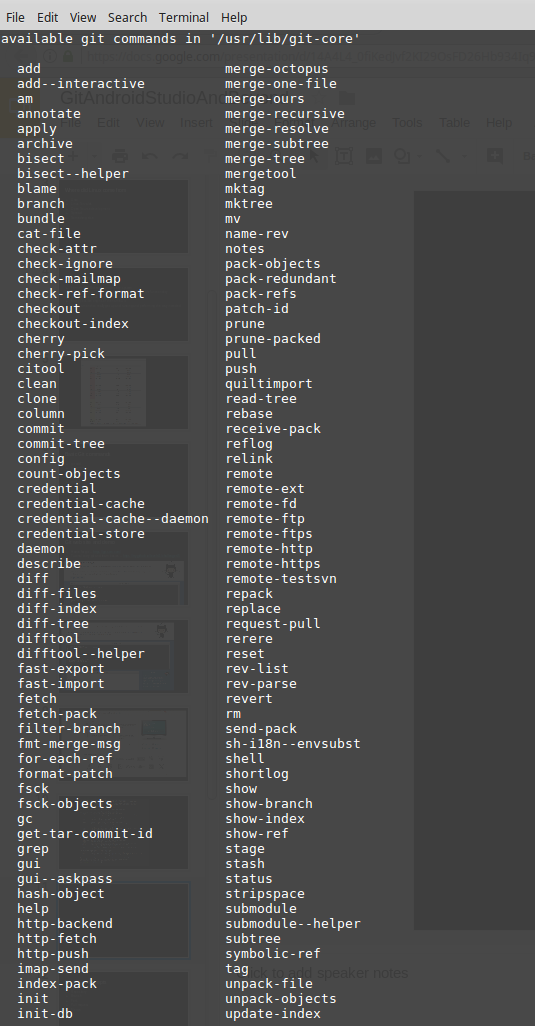 File Edit View Search Terminal Help
available git commands in '/usr/lib/git-core'
add merge-octopus
add--interactive merge-one-file
am merge-ours
annotate merge-recursive
apply merge-resolve
archive merge-subtree
bisect merge-tree
bisect--helper mergetool
blame mktag
branch mktree
bundle mv
cat-file name-rev
check-attr notes
check-ignore pack-objects
check-mailmap pack-redundant
check-ref-format pack-refs
checkout patch-id
checkout-index prune
cherry prune-packed
cherry-pick pull
citool push
clean quiltimport
clone read-tree
column rebase
commit receive-pack
commit-tree reflog
config relink
count-objects remote
credential remote-ext
credential-cache remote-fd
credential-cache--daemon remote-ftp
credential-store remote-ftps
daemon remote-http
describe remote-https
diff remote-testsvn
diff-files repack
diff-index replace
diff-tree request-pull
difftool rerere
difftool--helper reset
fast-export rev-list
fast-import rev-parse
fetch revert
fetch-pack rm
filter-branch send-pack
fmt-merge-msg sh-i18n--envsubst
for-each-ref shell
format-patch shortlog
fsck show
fsck-objects show-branch
gc show-index
get-tar-commit-id show-ref
grep stage
gui stash
gui--askpass status
hash-object stripspace
help submodule
http-backend submodule--helper
http-fetch subtree
http-push symbolic-ref
imap-send tag
index-pack unpack-file
init unpack-objects
init-db update-index